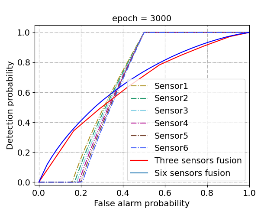 epoch = 3000
Detection probability
1.0
0.8
0.6
0.4
0.2
0.0
Sensor1
Sensor2
Sensor3
Sensor4
Sensor5
Sensor6
Three sensors fusion
Six sensors fusion
0.0 0.2 0.4 0.6 0.8 1.0
False alarm probability